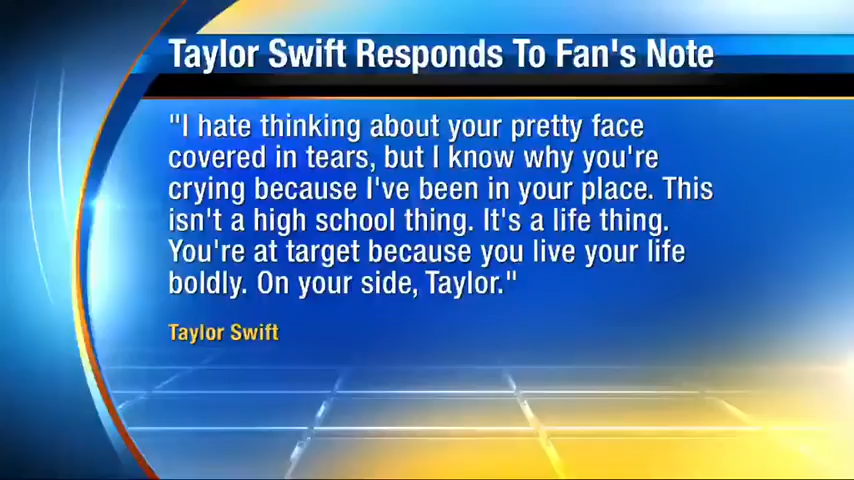 Taylor Swift Responds To Fan's Note
"I hate thinking about your pretty face
covered in tears, but I know why you're
crying because I've been in your place. This
isn't a high school thing. It's a life thing.
You're at target because you live your life
boldly. On your side, Taylor."
Taylor Swift